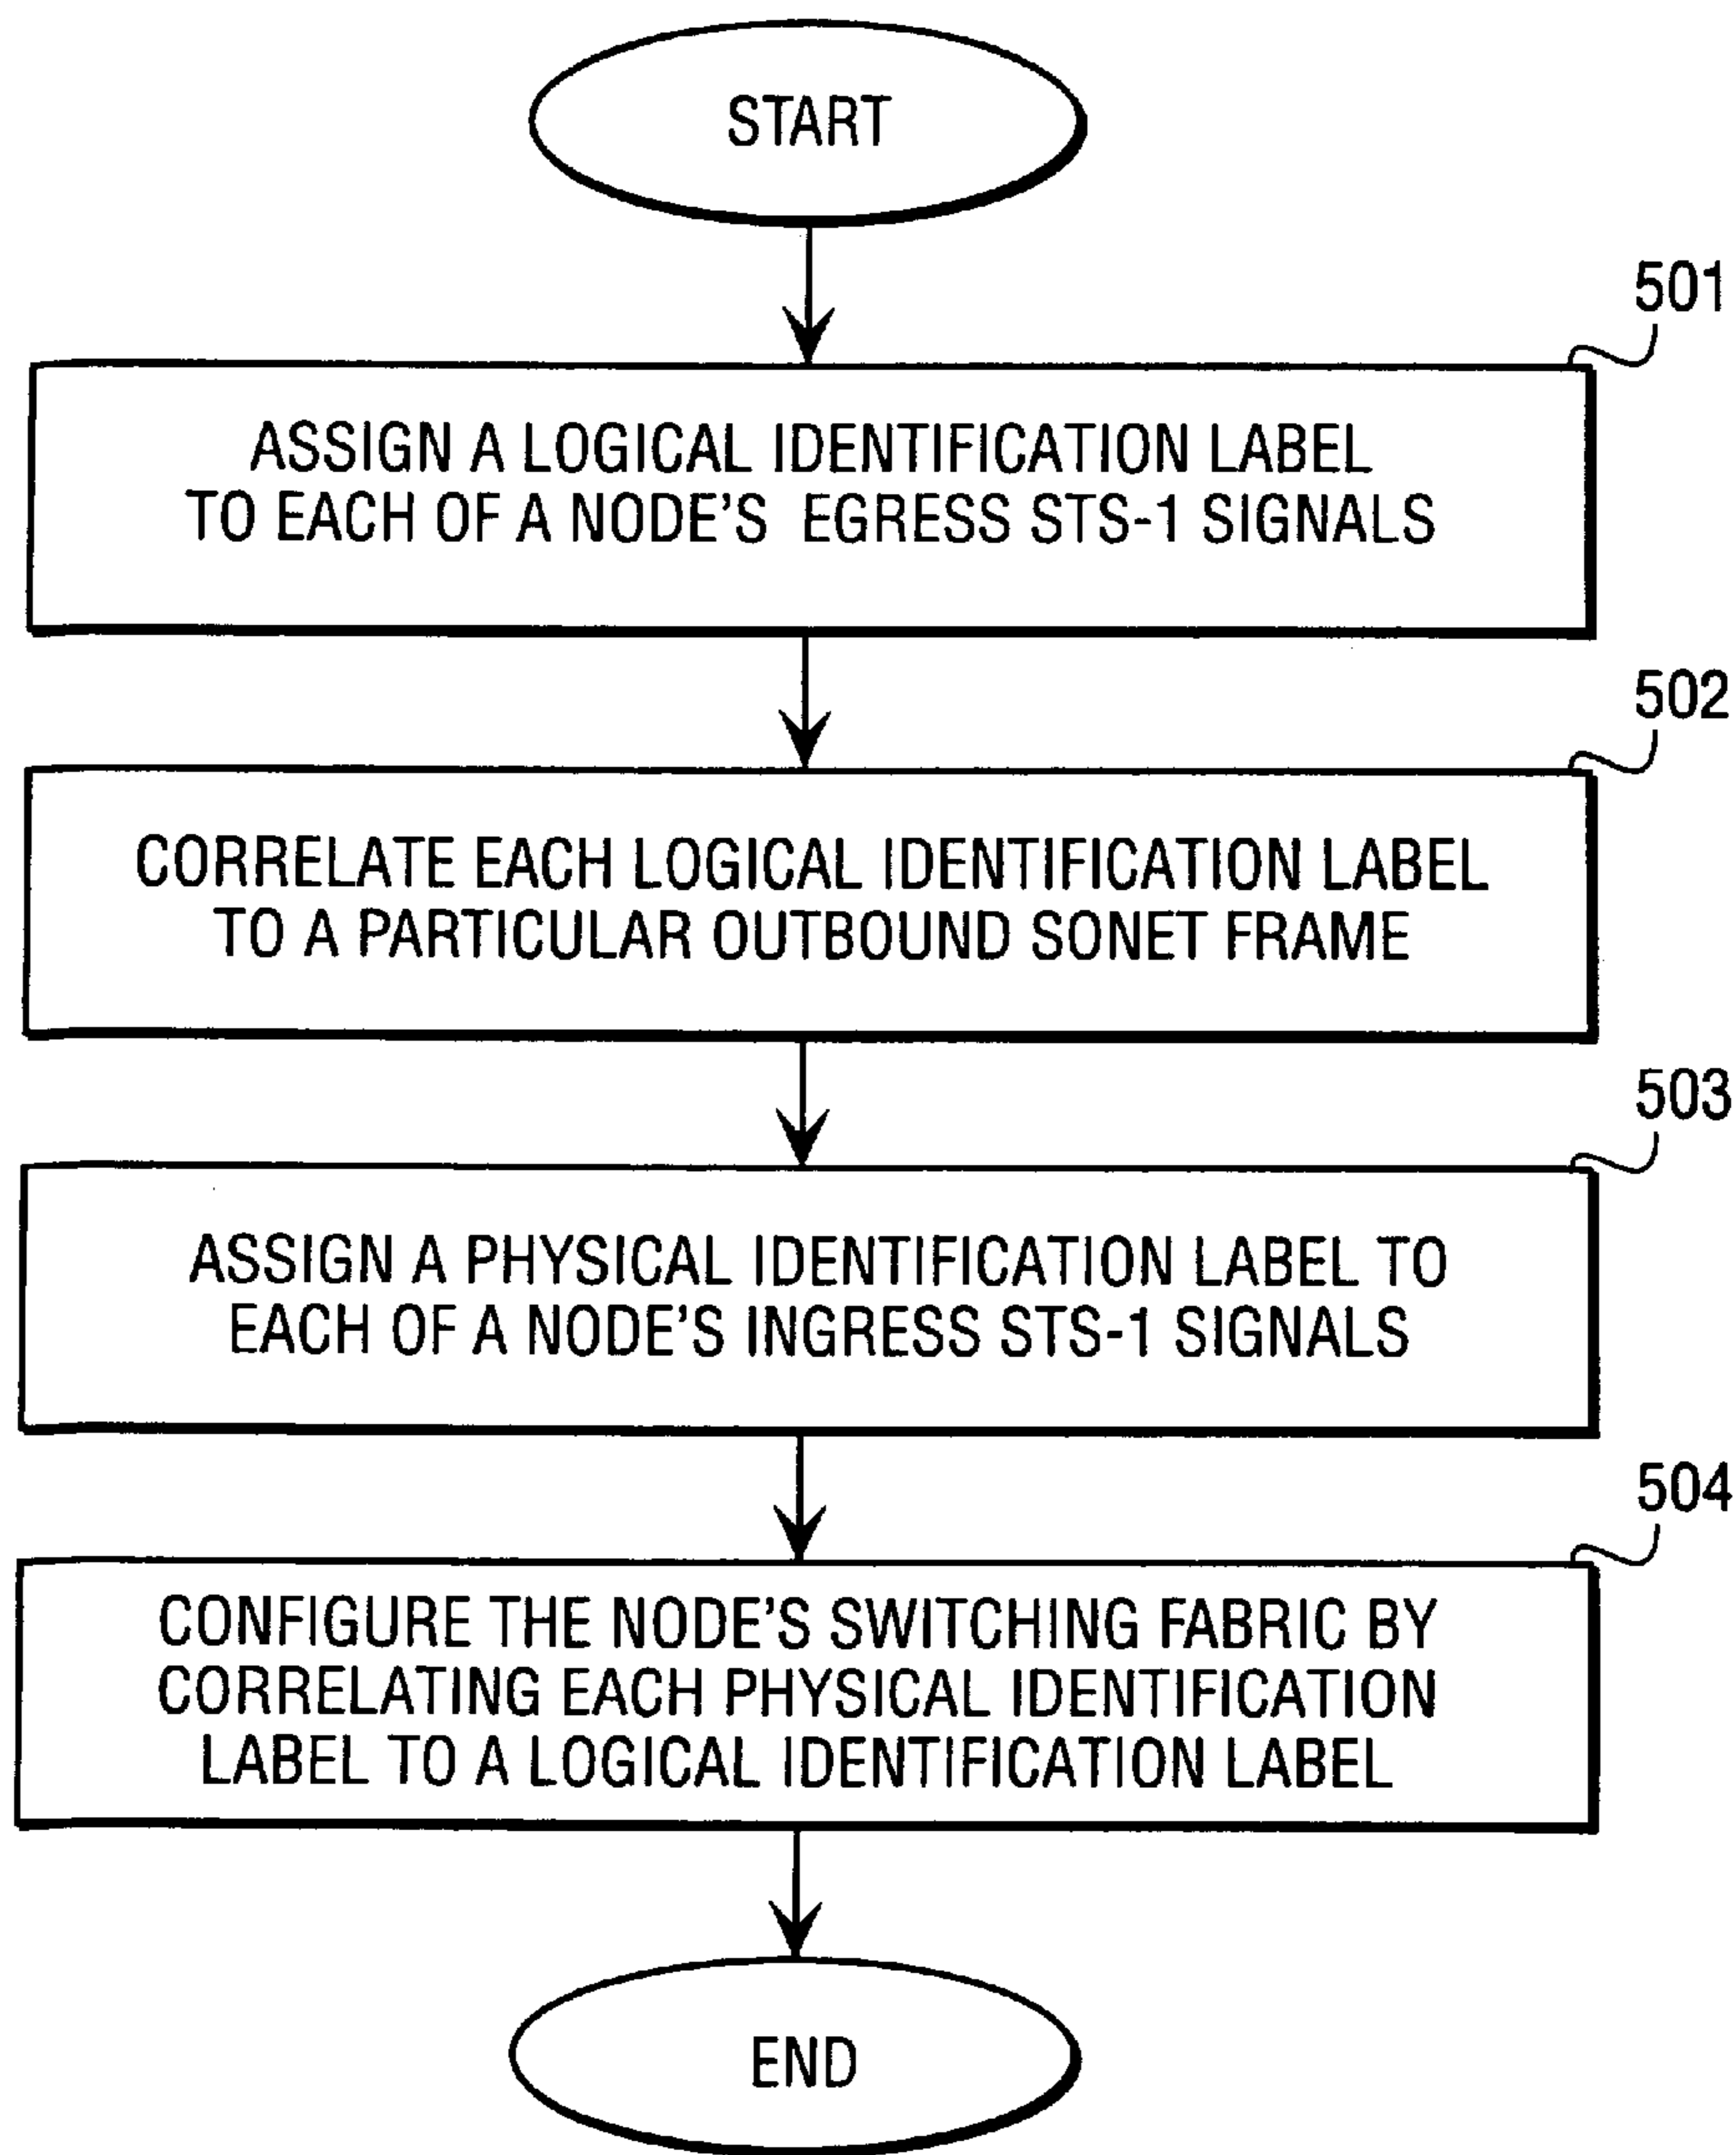 START
501
ASSIGN A LOGICAL IDENTIFICATION LABEL
TO EACH OF A NODE'S EGRESS STS-1 SIGNALS
502
CORRELATE EACH LOGICAL IDENTIFICATION LABEL
TO A PARTICULAR OUTBOUND SONET FRAME
503
ASSIGN A PHYSICAL IDENTIFICATION LABEL TO
EACH OF A NODE'S INGRESS STS-1 SIGNALS
504
CONFIGURE THE NODE'S SWITCHING FABRIC BY
CORRELATING EACH PHYSICAL IDENTIFICATION
LABEL TO A LOGICAL IDENTIFICATION LABEL
END